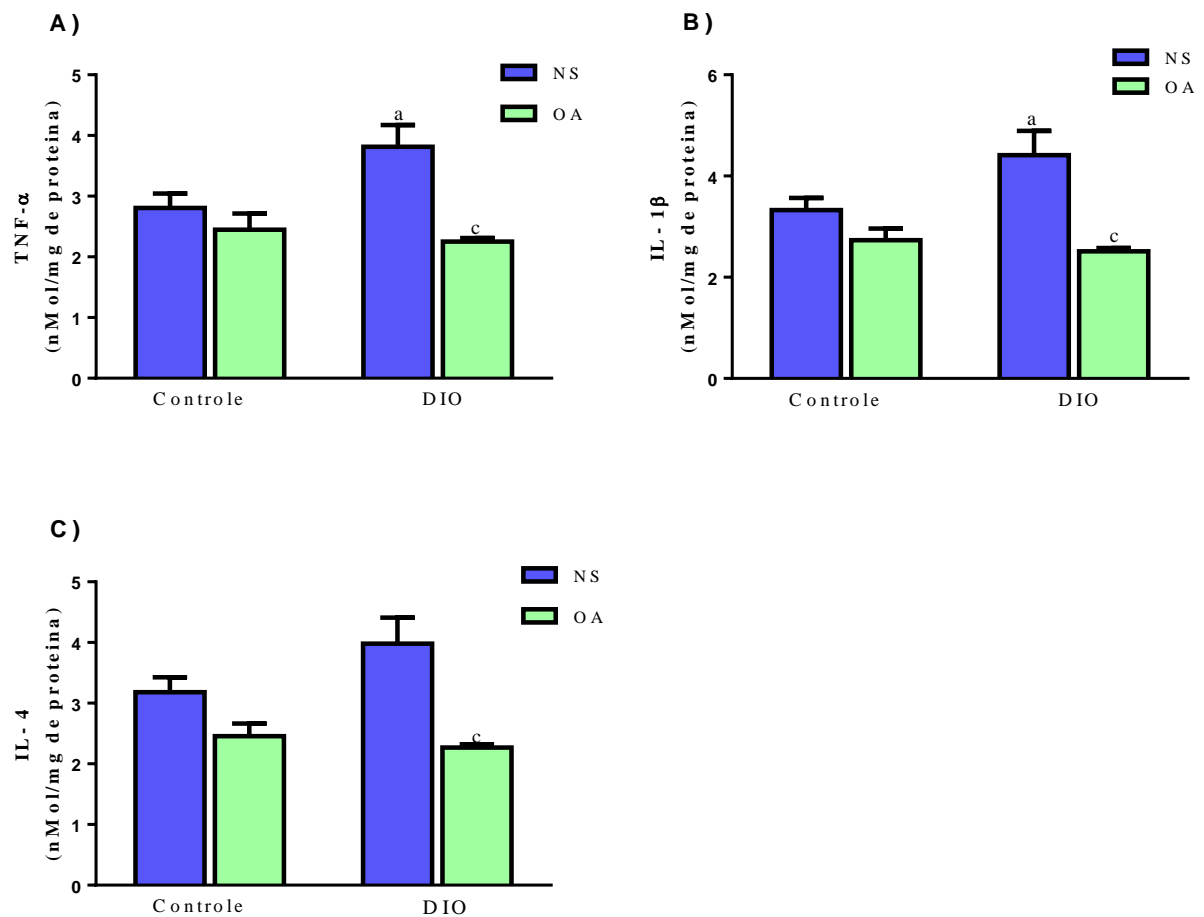 A)
NS
OA
TNF-α
(nMol/mg de proteina)
5
4
3
2
1
0
a
c
Controle
DIO
B)
NS
OA
IL-1β
(nMol/mg de proteina)
6
4
2
0
a
c
Controle
DIO
C)
NS
OA
IL-4
(nMol/mg de proteina)
5
4
3
2
1
0
c
Controle
DIO